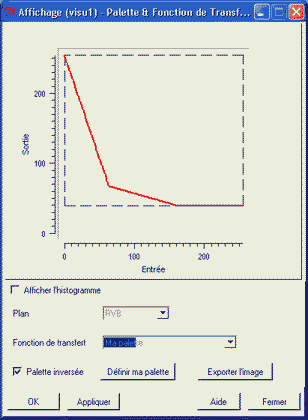 Affichage (visu1) - Palette & Fonction de Transf...
200
100
0
Sortie
0
100
200
Entrée
Afficher l'histogramme
Plan
RVB
Fonction de transfert
Ma palette
Palette inversée
Définir ma palette
Exporter l'image
OK
Appliquer
Aide
Fermer